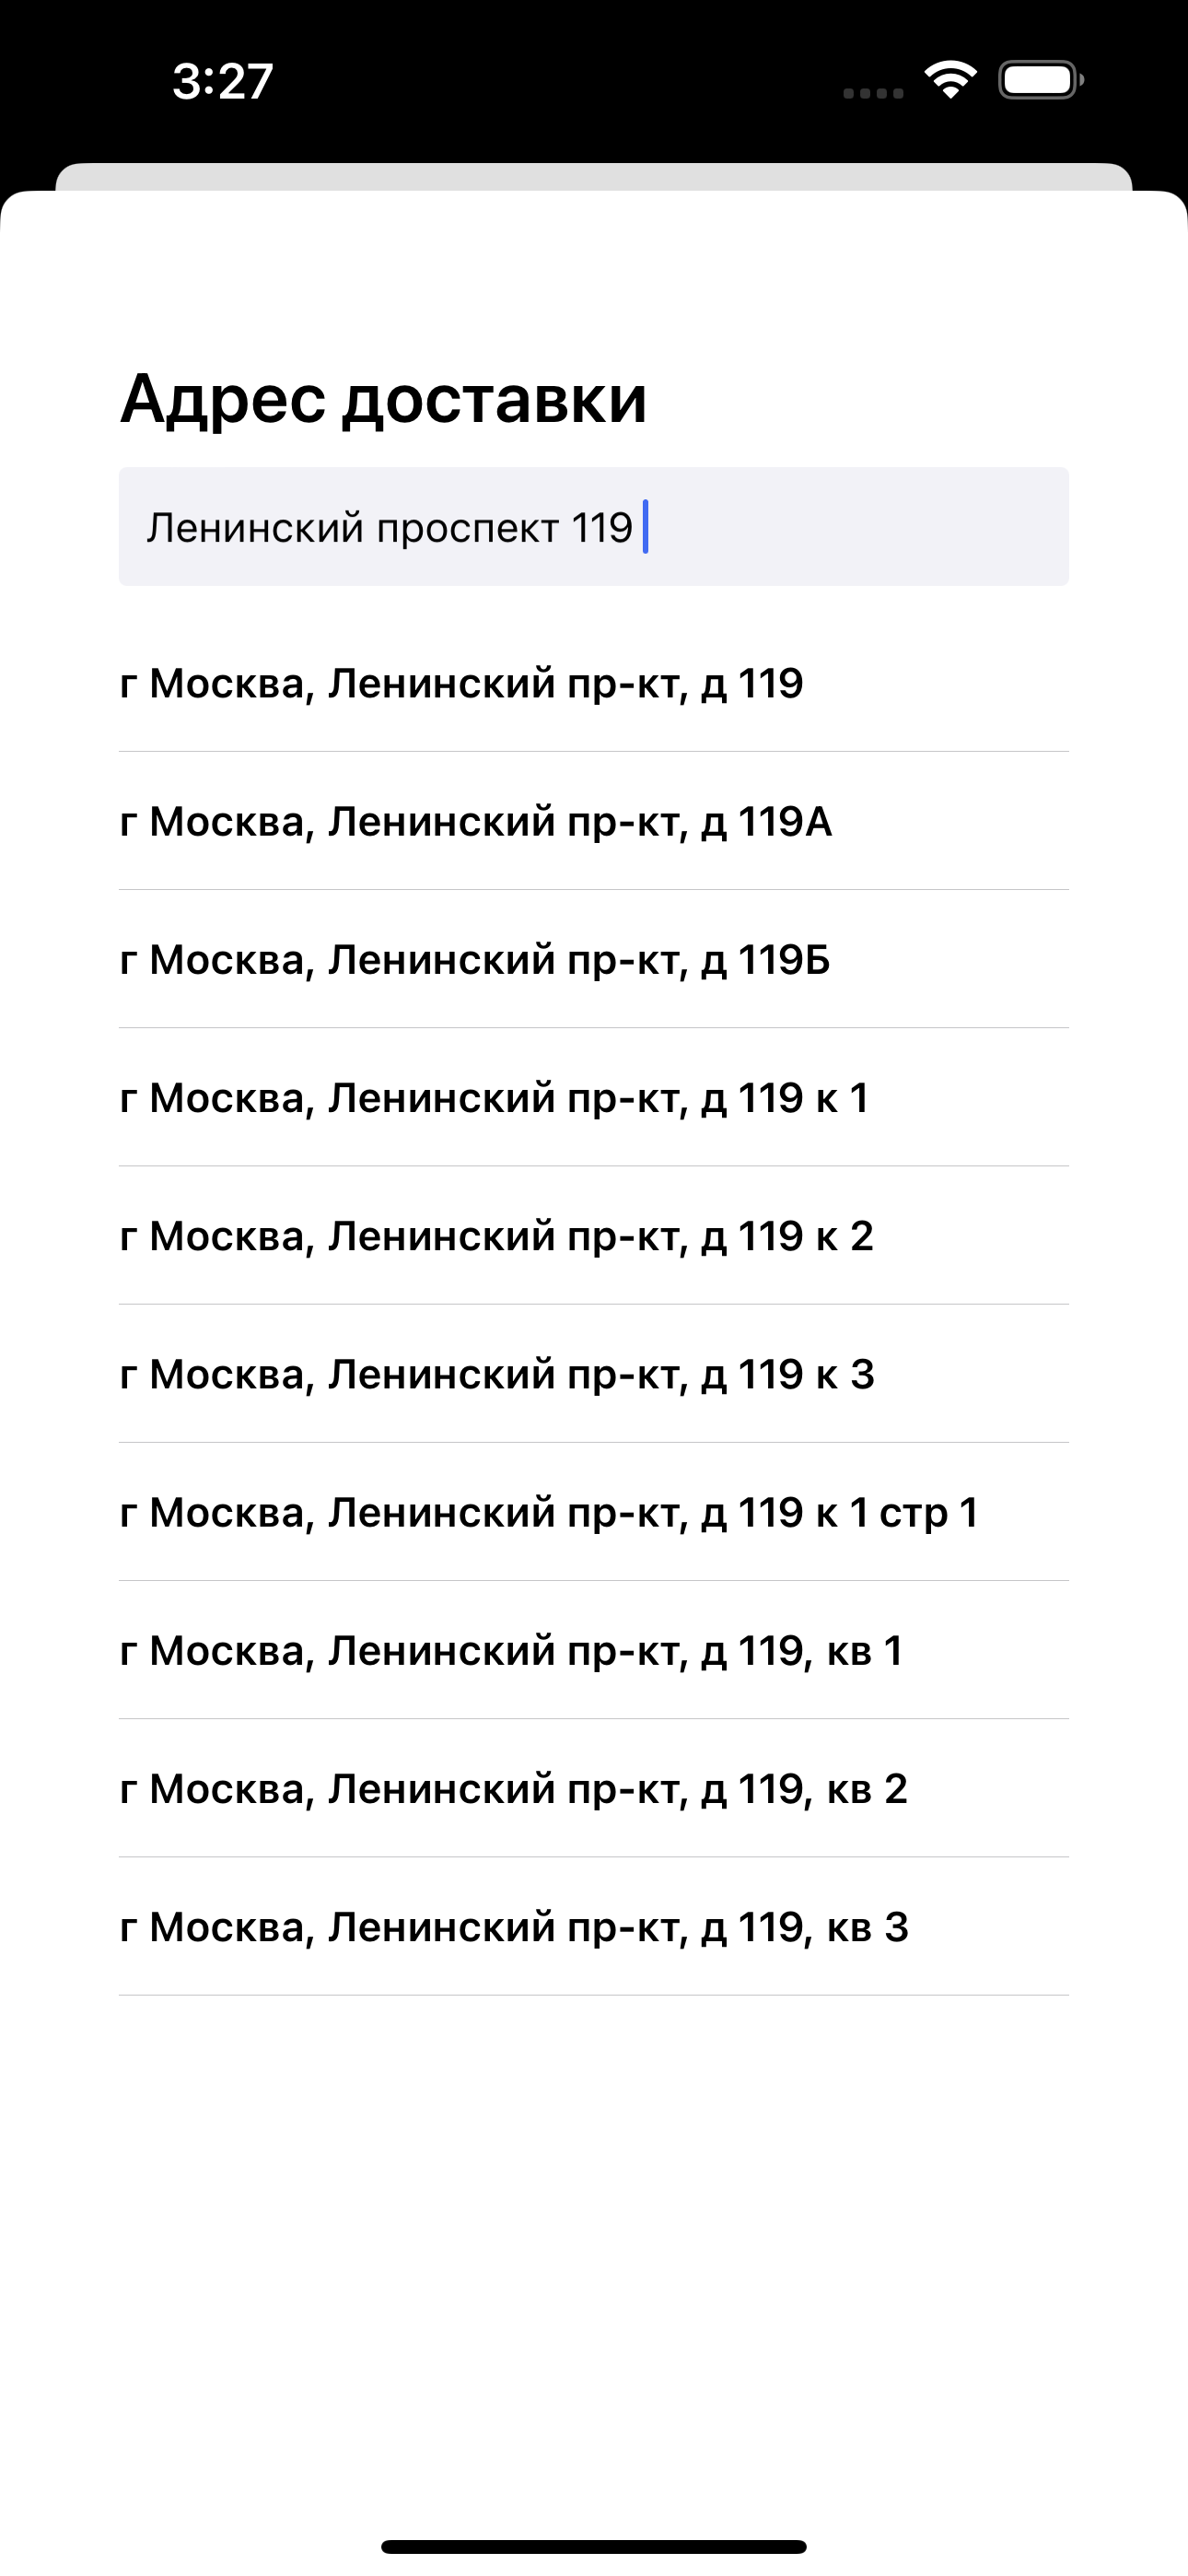 3:27
Адрес доставки
Ленинский проспект 119
г Москва, Ленинский пр-кт, д 119
г Москва, Ленинский пр-кт, д 119А
г Москва, Ленинский пр-кт, д 119Б
г Москва, Ленинский пр-кт, д 119 к 1
г Москва, Ленинский пр-кт, д 119 к 2
г Москва, Ленинский пр-кт, д 119 к 3
г Москва, Ленинский пр-кт, д 119 к 1 стр 1
г Москва, Ленинский пр-кт, д 119, кв 1
г Москва, Ленинский пр-кт, д 119, кв 2
г Москва, Ленинский пр-кт, д 119, кв 3